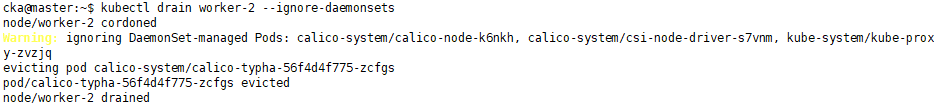 cka@master:~$ kubectl drain worker-2 --ignore-daemonsets
node/worker-2 cordoned
Warning: ignoring DaemonSet-managed Pods: calico-system/calico-node-k6nkh, calico-system/csi-node-driver-s7vnm, kube-system/kube-prox
y-zvzjq
evicting pod calico-system/calico-typha-56f4d4f775-zcfgs
pod/calico-typha-56f4d4f775-zcfgs evicted
node/worker-2 drained